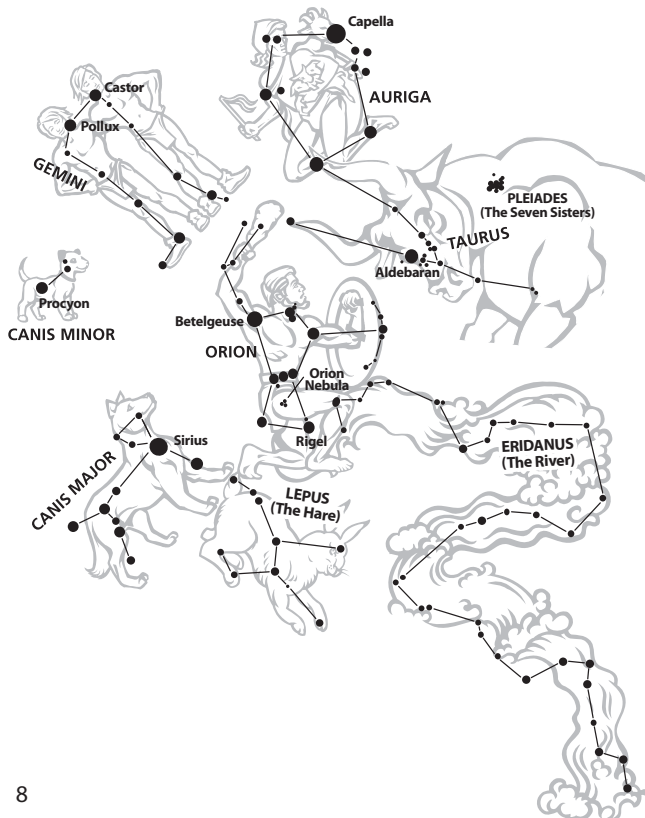 Capella
AURIGA
Castor
Pollux
GEMINI
PLEIADES
(The Seven Sisters)
TAURUS
Aldebaran
Procyon
CANIS MINOR
Betelgeuse
ORION
Orion
Nebula
Rigel
Sirius
CANIS MAJOR
LEPUS
(The Hare)
ERIDANUS
(The River)
8